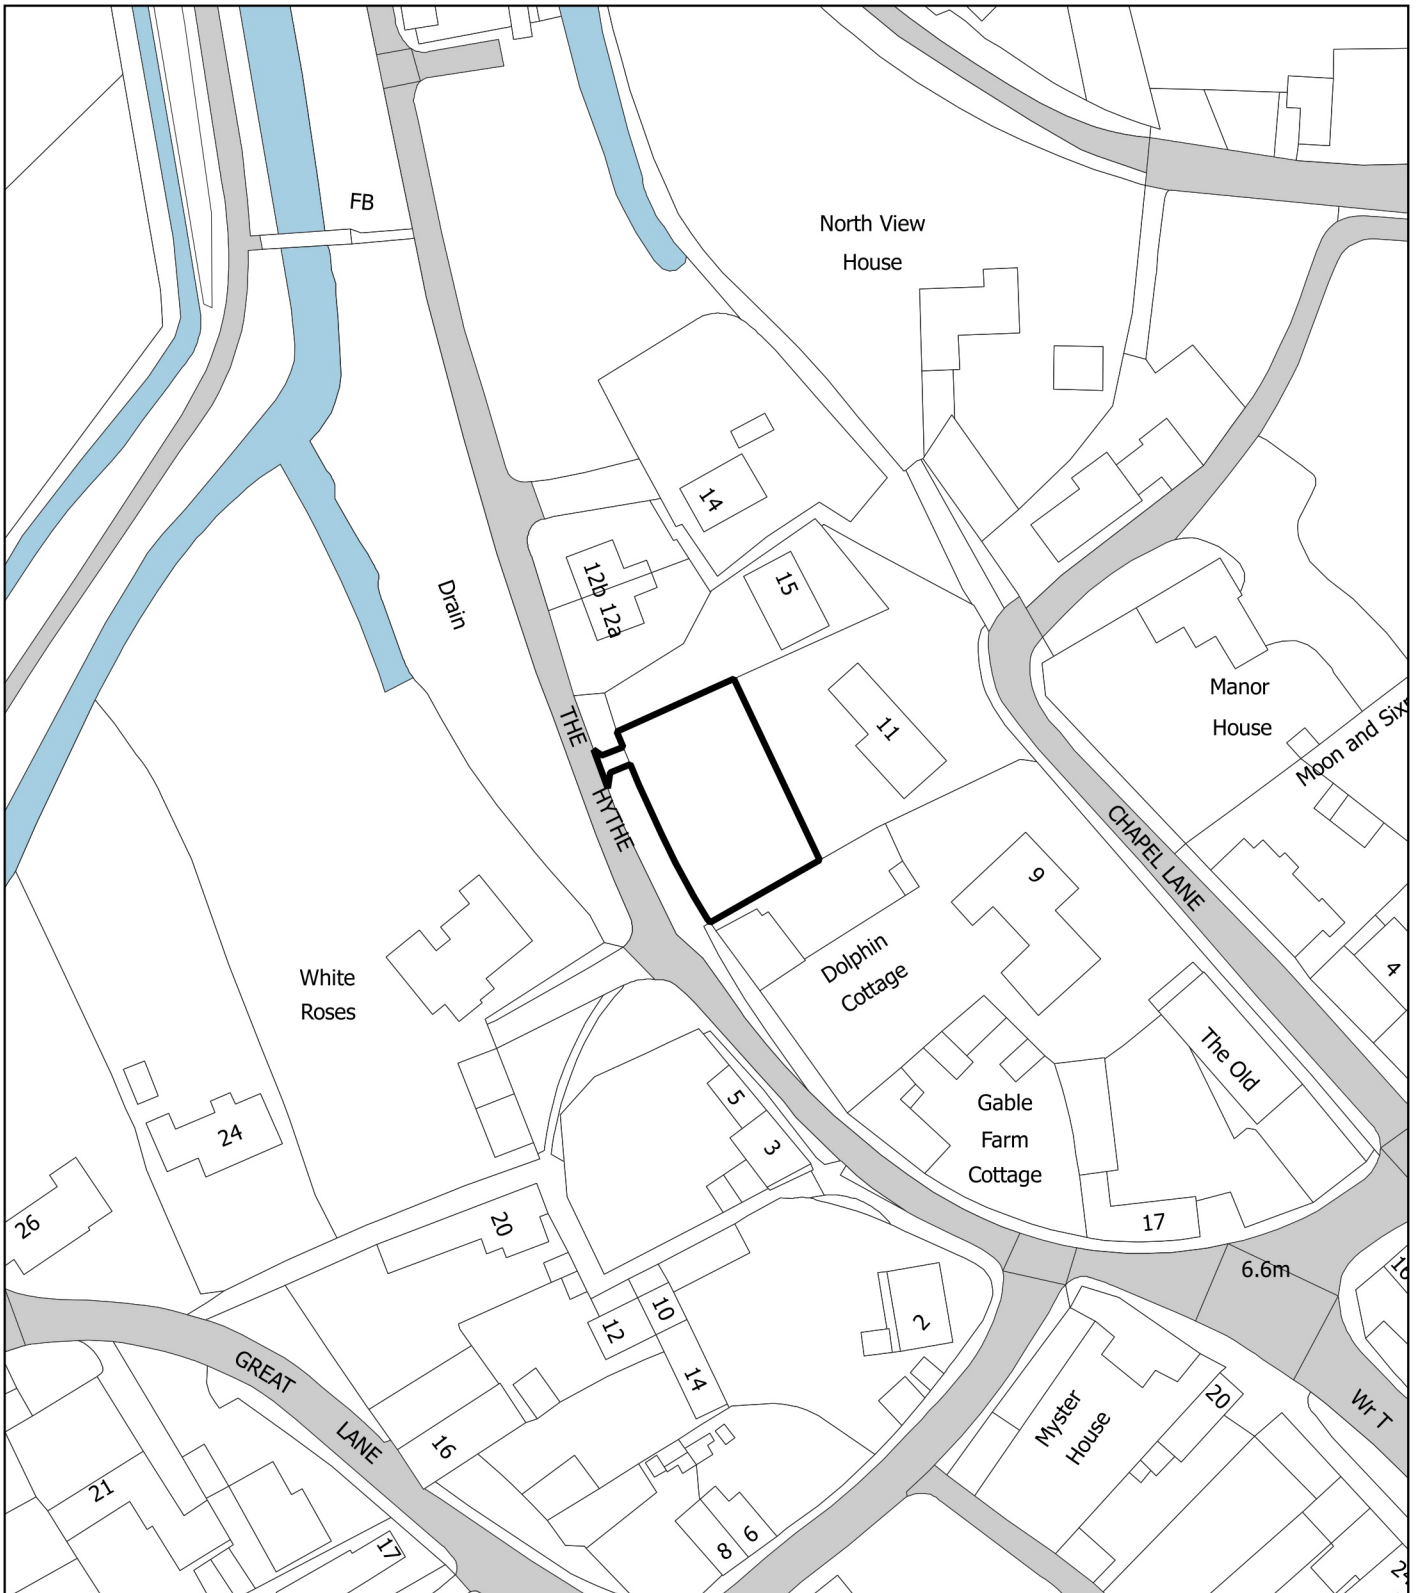 FB
North View
House
14
12b
12a
15
Drain
THE
HYTHE
11
Manor
House
Moon and Six
CHAPEL LANE
9
4
White
Roses
Dolphin
Cottage
The Old
5
3
Gable
Farm
Cottage
24
26
20
17
6.6m
16
10
12
2
14
GREAT
LANE
16
Myster
House
20
Wr T
21
17
8
6